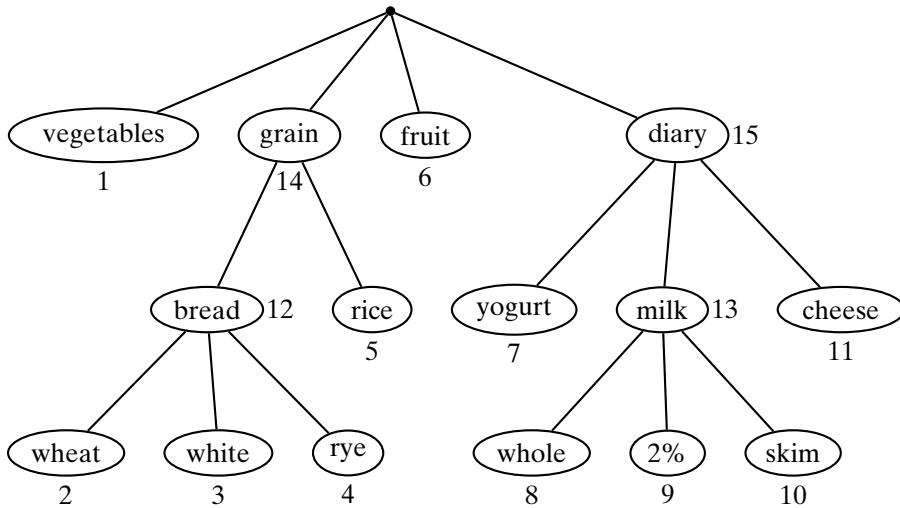 vegetables grain fruit diary 15
1 14 6
bread 12 rice yogurt milk 13 cheese
5 7 11
wheat white rye whole 2% skim
2 3 4 8 9 10